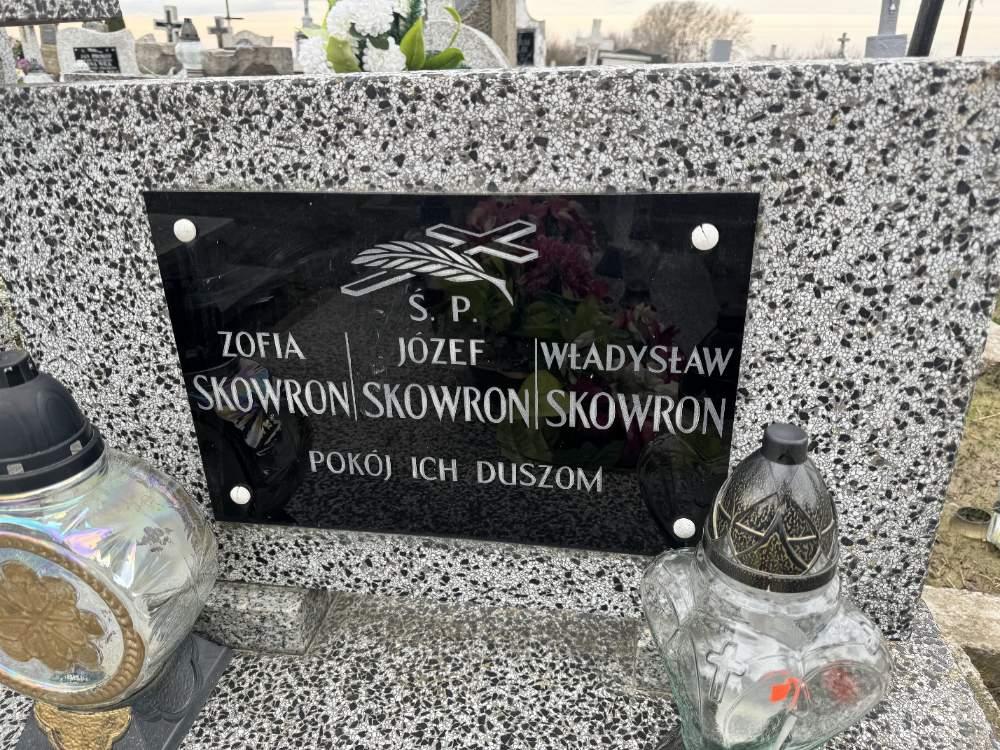 Ś. P.
ZOFIA
SKOWRON
JÓZEF
SKOWRON
WŁADYSŁAW
SKOWRON
POKÓJ ICH DUSZOM